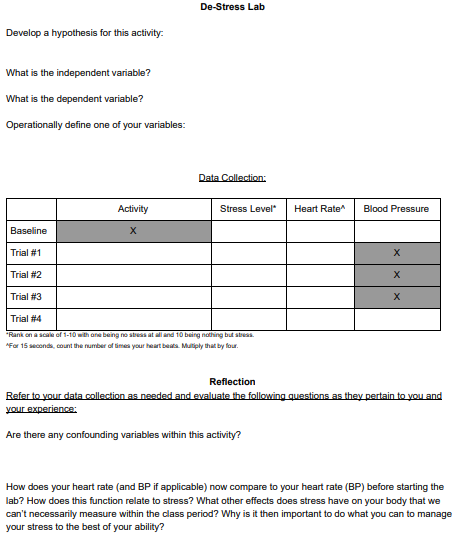 De-Stress Lab
Develop a hypothesis for this activity:
What is the independent variable?
What is the dependent variable?
Operationally define one of your variables:
Data Collection:
Activity Stress Level* Heart Rate^ Blood Pressure
Baseline X
Trial #1 X
Trial #2 X
Trial #3 X
Trial #4
*Rank on a scale of 1-10 with one being no stress at all and 10 being nothing but stress.
^For 15 seconds, count the number of times your heart beats. Multiply that by four.
Reflection
Refer to your data collection as needed and evaluate the following questions as they pertain to you and
your experience:
Are there any confounding variables within this activity?
How does your heart rate (and BP if applicable) now compare to your heart rate (BP) before starting the
lab? How does this function relate to stress? What other effects does stress have on your body that we
can't necessarily measure within the class period? Why is it then important to do what you can to manage
your stress to the best of your ability?